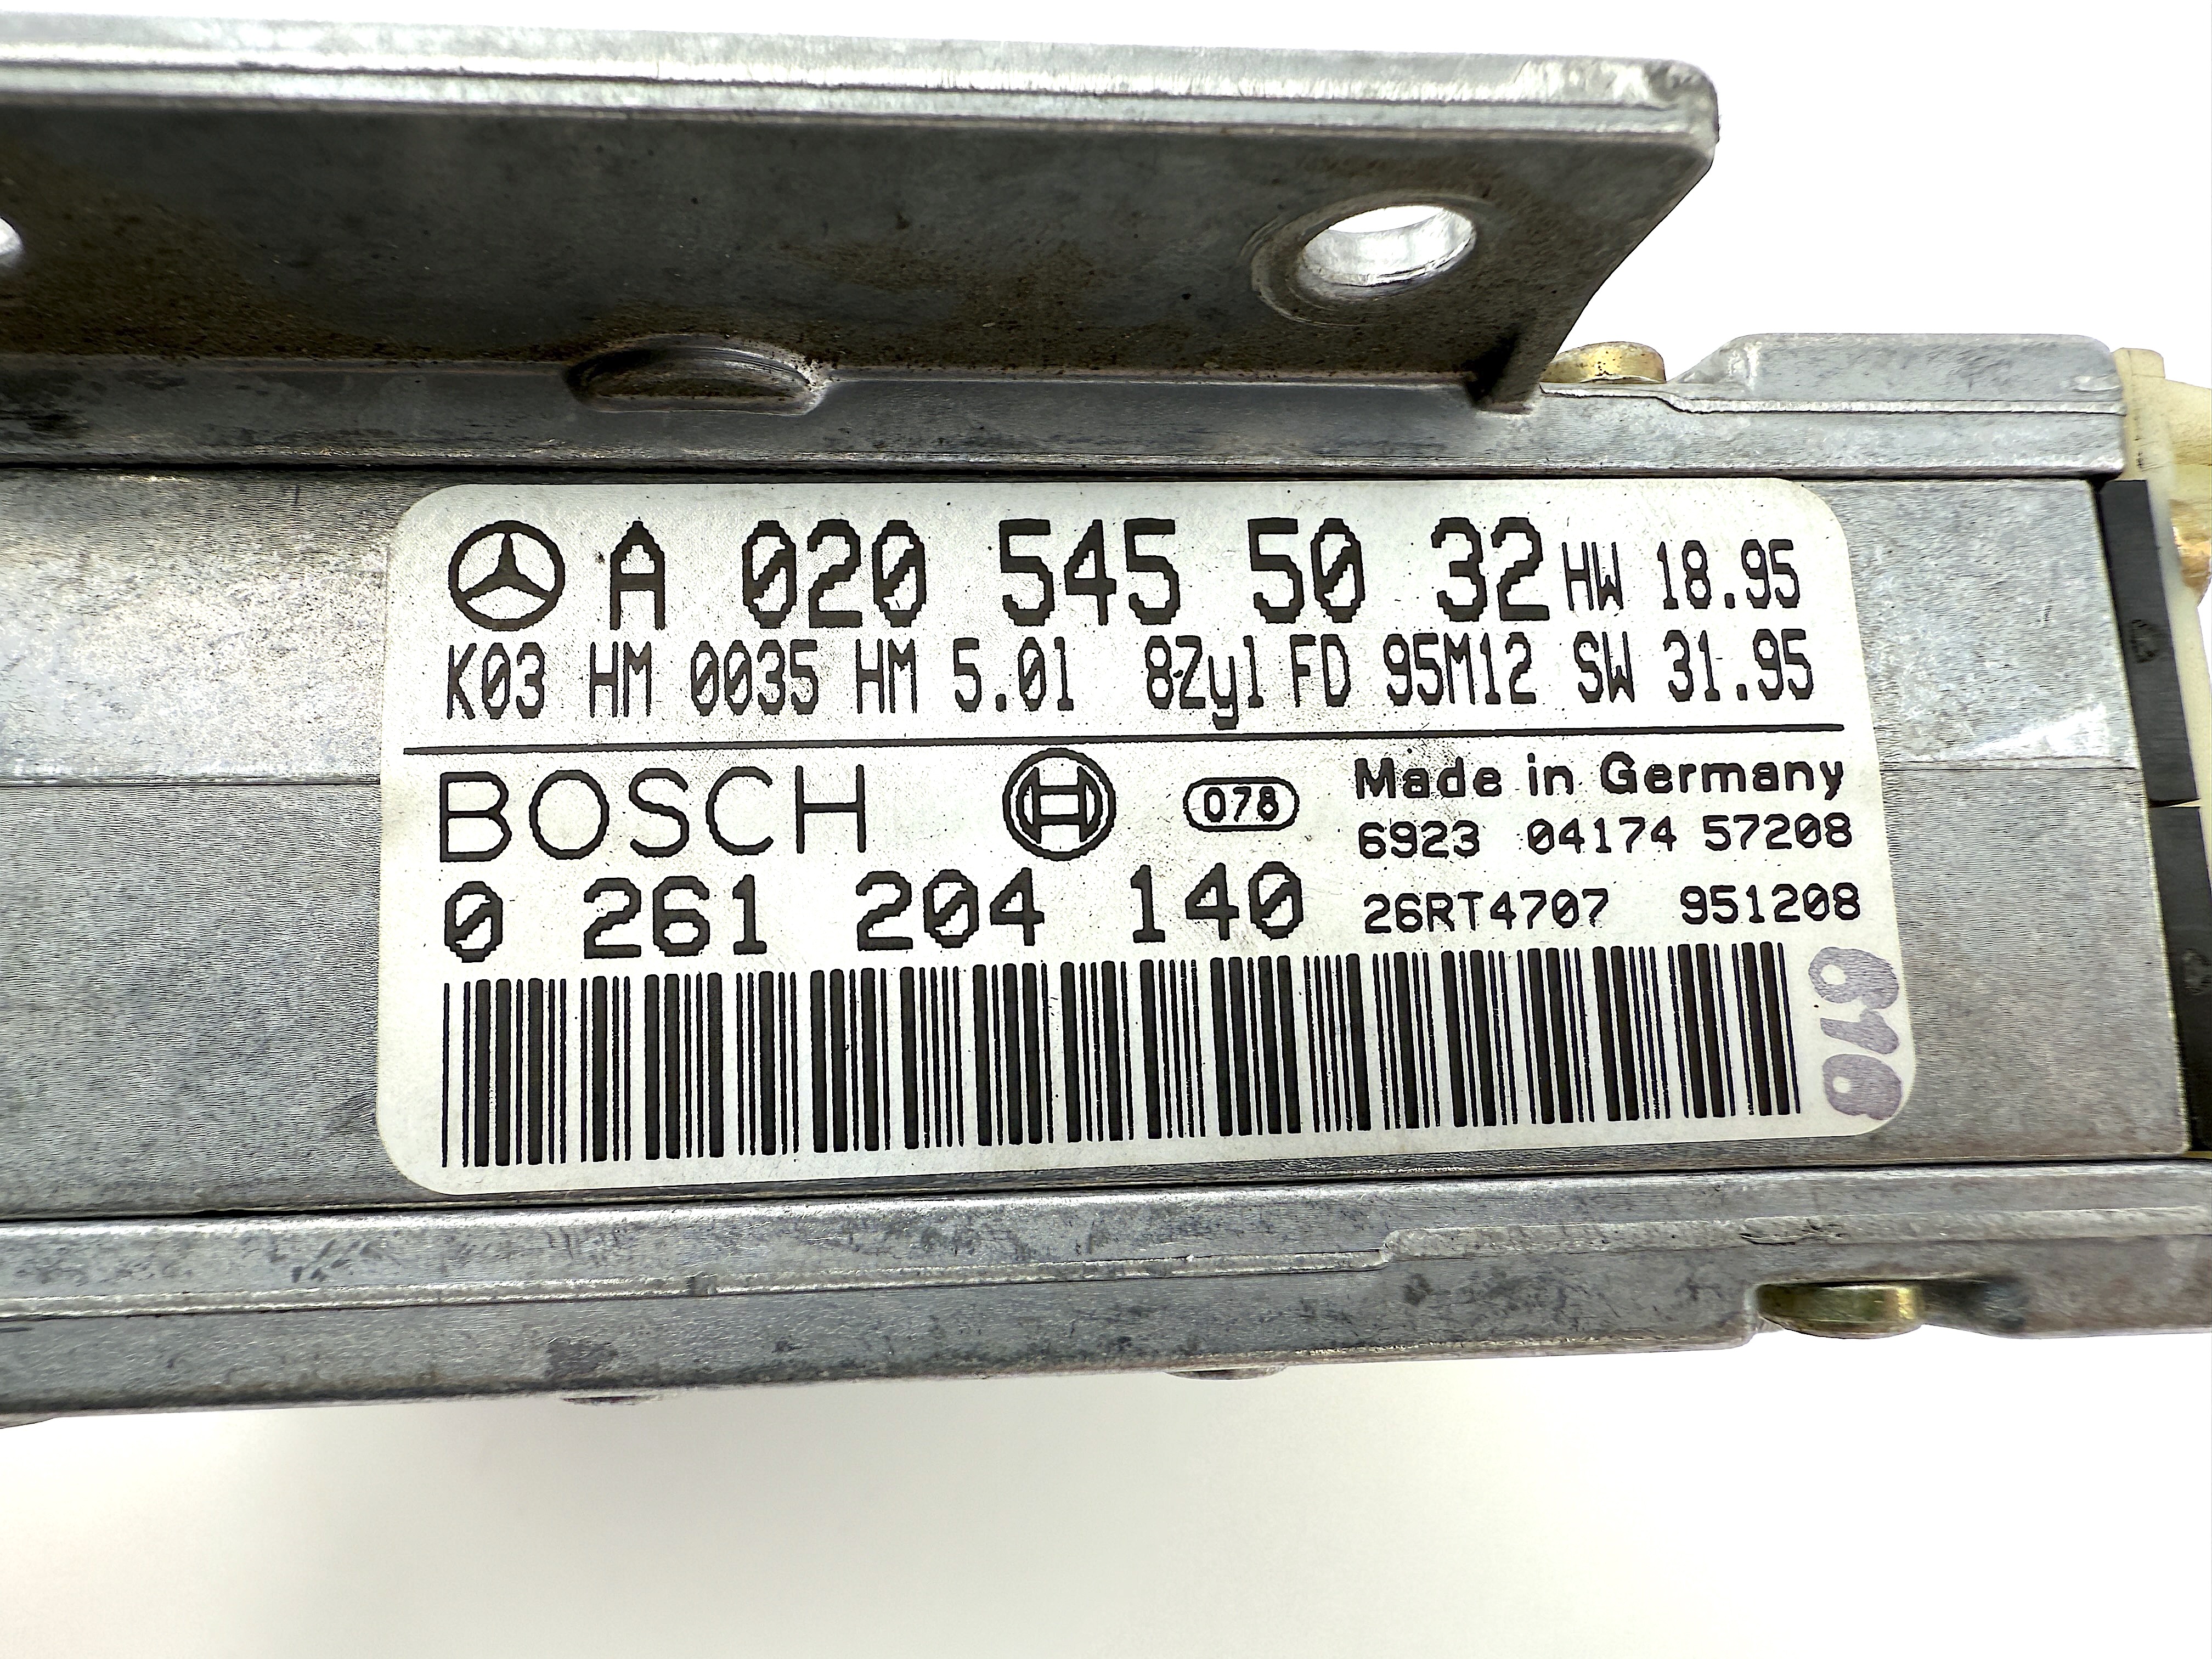 A 020 545 50 32 HW 18.95
K03 HM 0035 HM 5.01 8Zyl FD 95M12 SW 31.95
BOSCH 078 Made in Germany
6923 04174 57208
0 261 204 140 26RT4707 951208
618